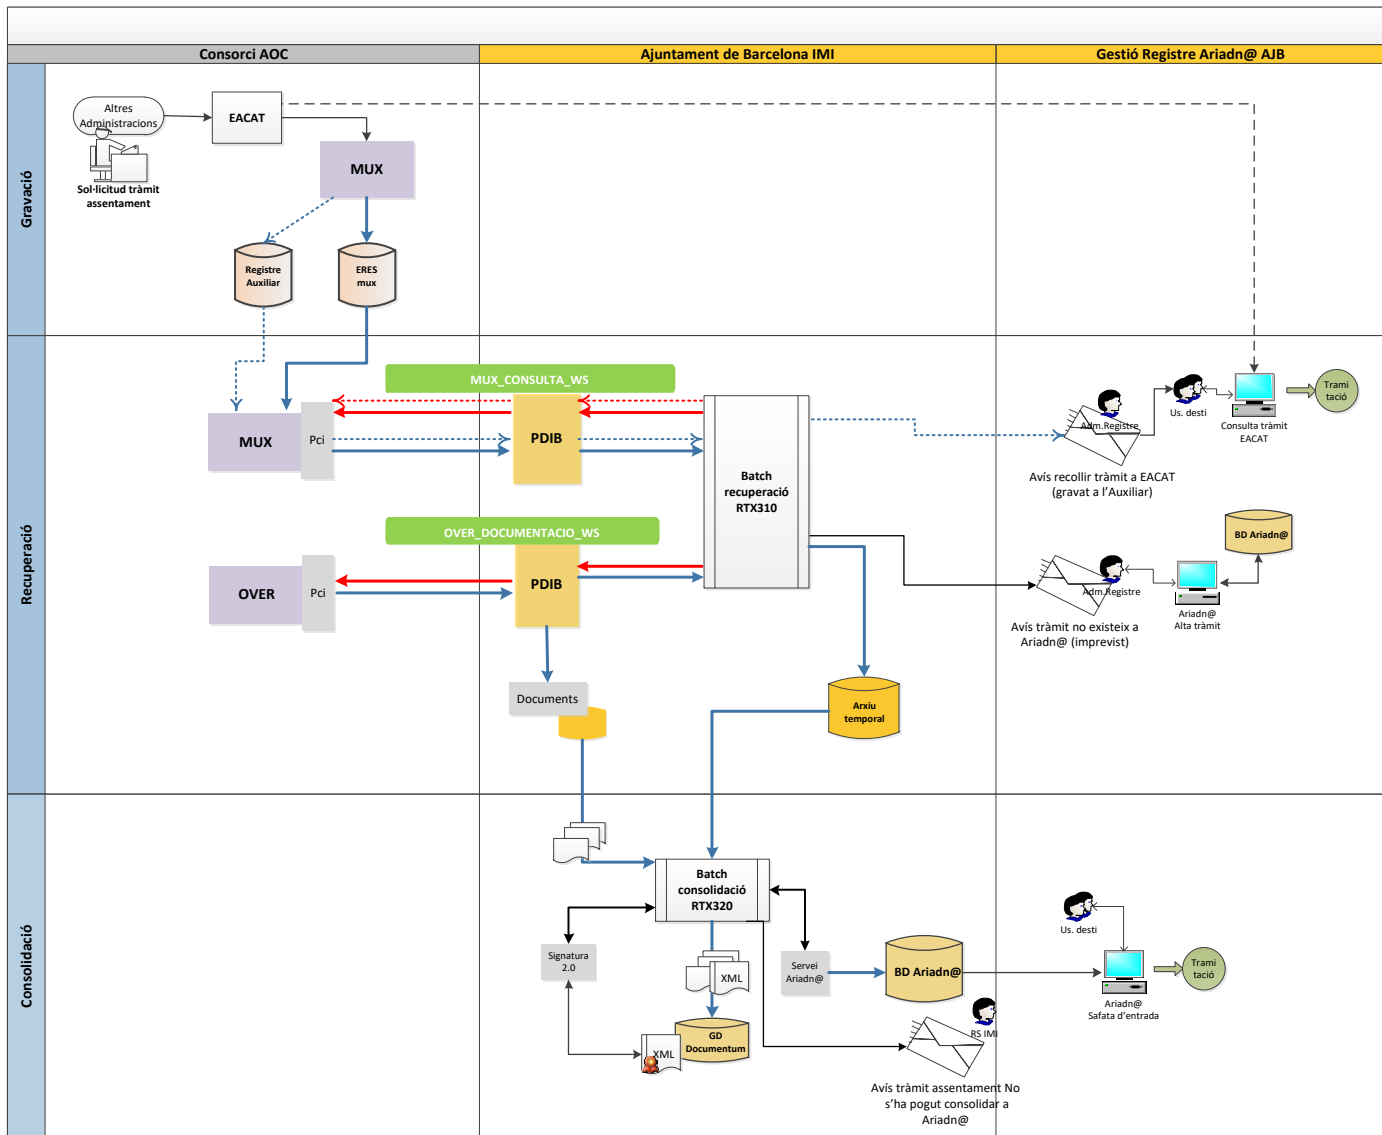 Consorci AOC
Ajuntament de Barcelona IMI
Gestió Registre Ariadn@ AJB
Gravació
Altres
Administracions
EACAT
MUX
Sol·licitud tràmit
assentament
Registre
Auxiliar
ERES
mux
Recuperació
MUX_CONSULTA_WS
MUX
Pci
PDIB
Batch
recuperació
RTX310
Adm.Registre
Us. desti
Consulta tràmit
EACAT
Trami
tació
Avís recollir tràmit a EACAT
(gravat a l'Auxiliar)
OVER_DOCUMENTACIO_WS
OVER
Pci
PDIB
BD Ariadn@
Adm.Registre
Ariadn@
Alta tràmit
Avís tràmit no existeix a
Ariadn@ (imprevist)
Documents
Arxiu
temporal
Consolidació
Batch
consolidació
RTX320
Signatura
2.0
XML
Servei
Ariadn@
BD Ariadn@
Us. desti
Ariadn@
Safata d'entrada
Trami
tació
XML
GD
Documentum
RS IMI
Avís tràmit assentament No
s'ha pogut consolidar a
Ariadn@